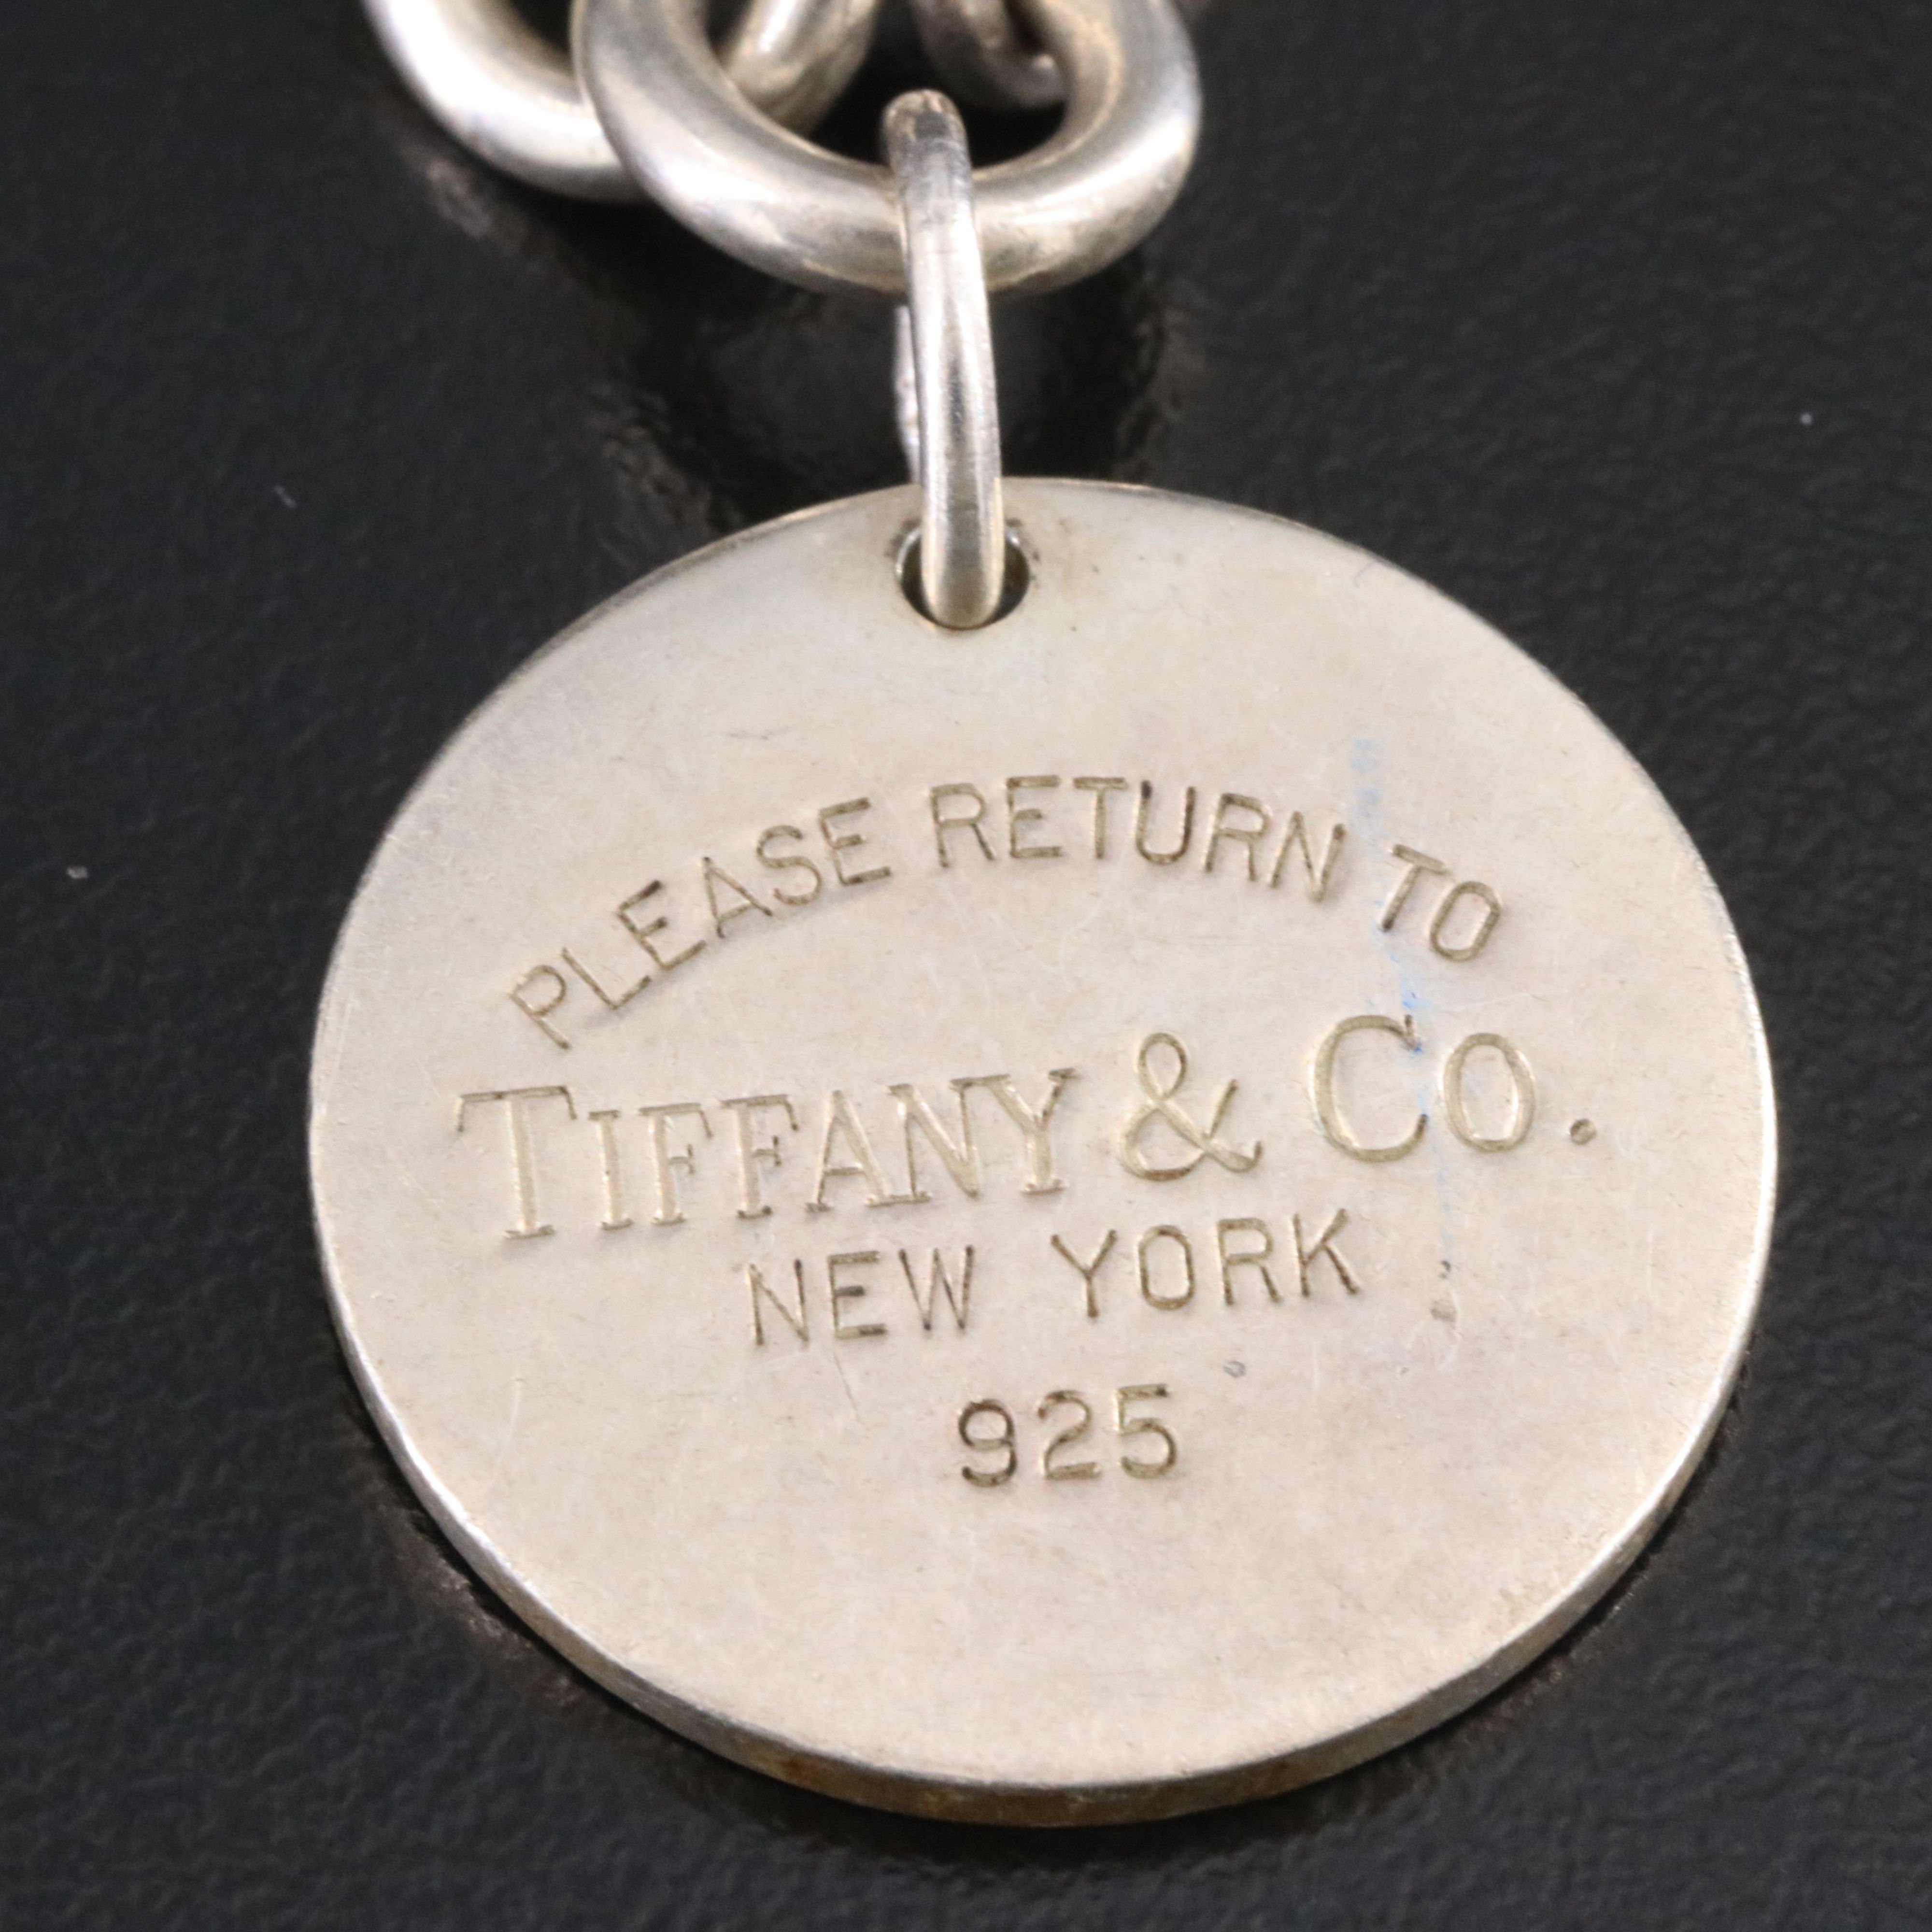 PLEASE RETURN TO
TIFFANY & CO.
NEW YORK
925